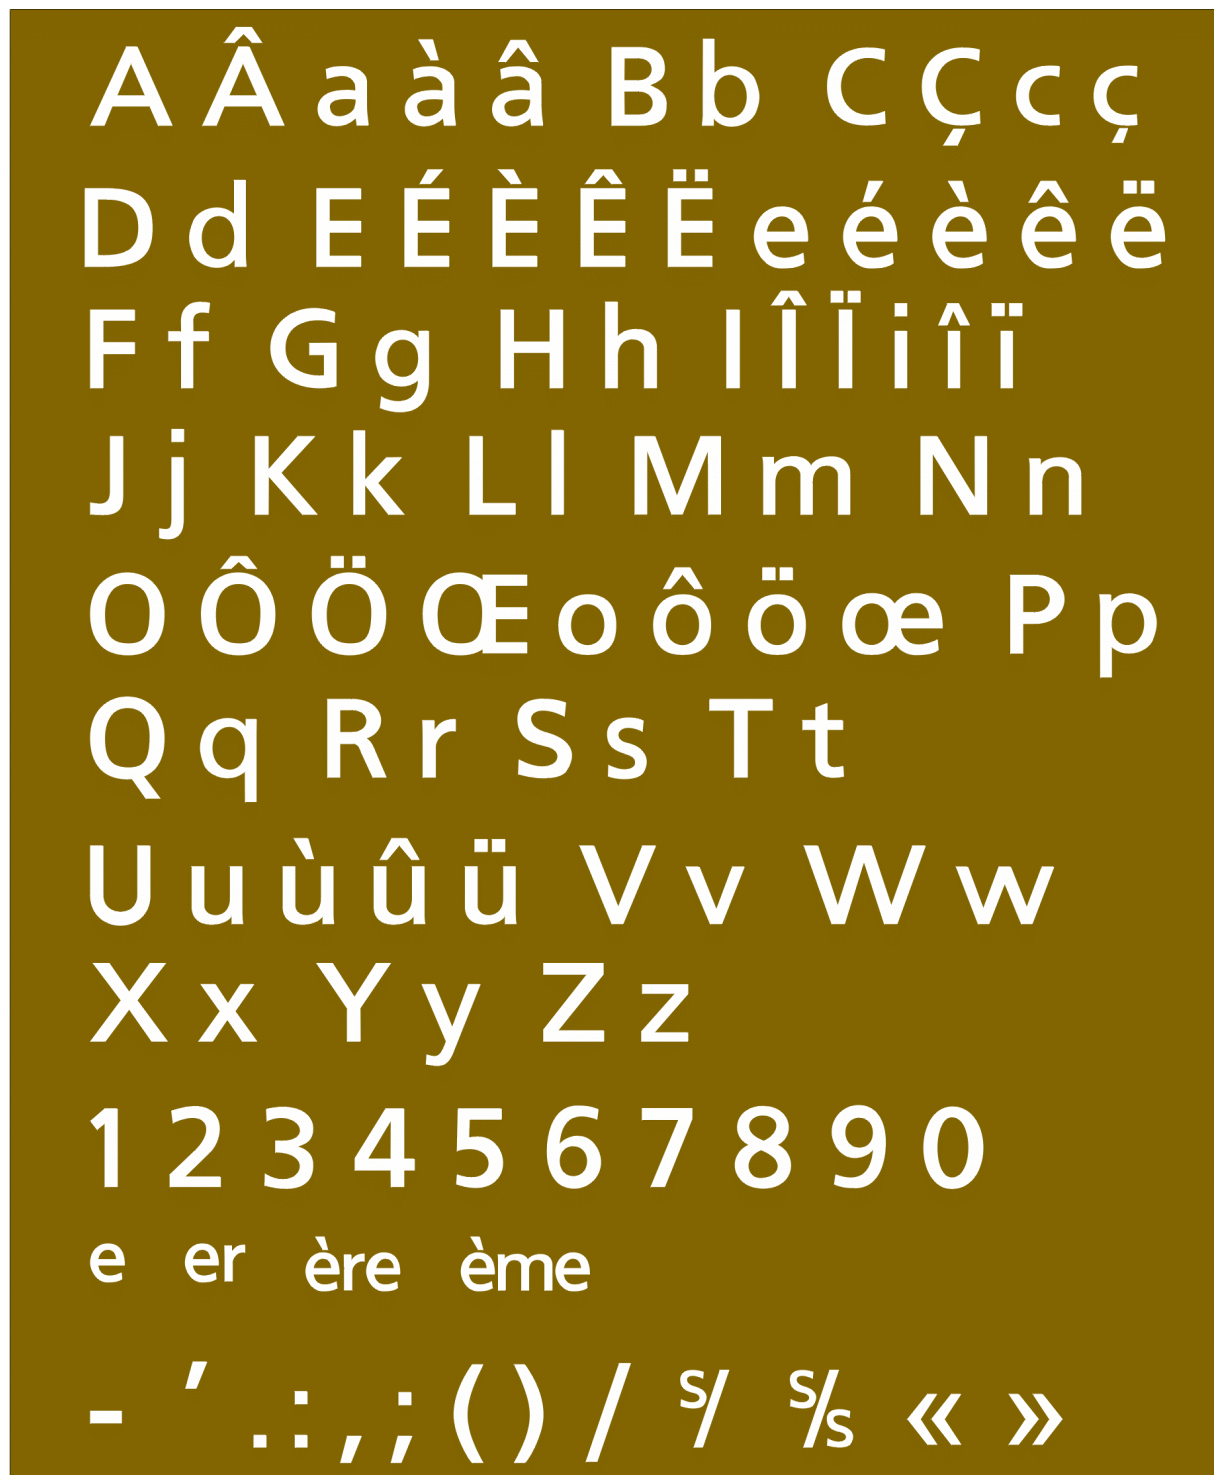 A Â a à â B b C Ç c ç
D d E É È Ê Ë e é è ê ë
F f G g H h I Î Ï i î ï
J j K k L l M m N n
O Ô Ö Œ o ô ö œ P p
Q q R r S s T t
U u ù û ü V v W w
X x Y y Z z
1 2 3 4 5 6 7 8 9 0
e er ère ème
- ’ . : , ; ( ) / s/ s/s « »